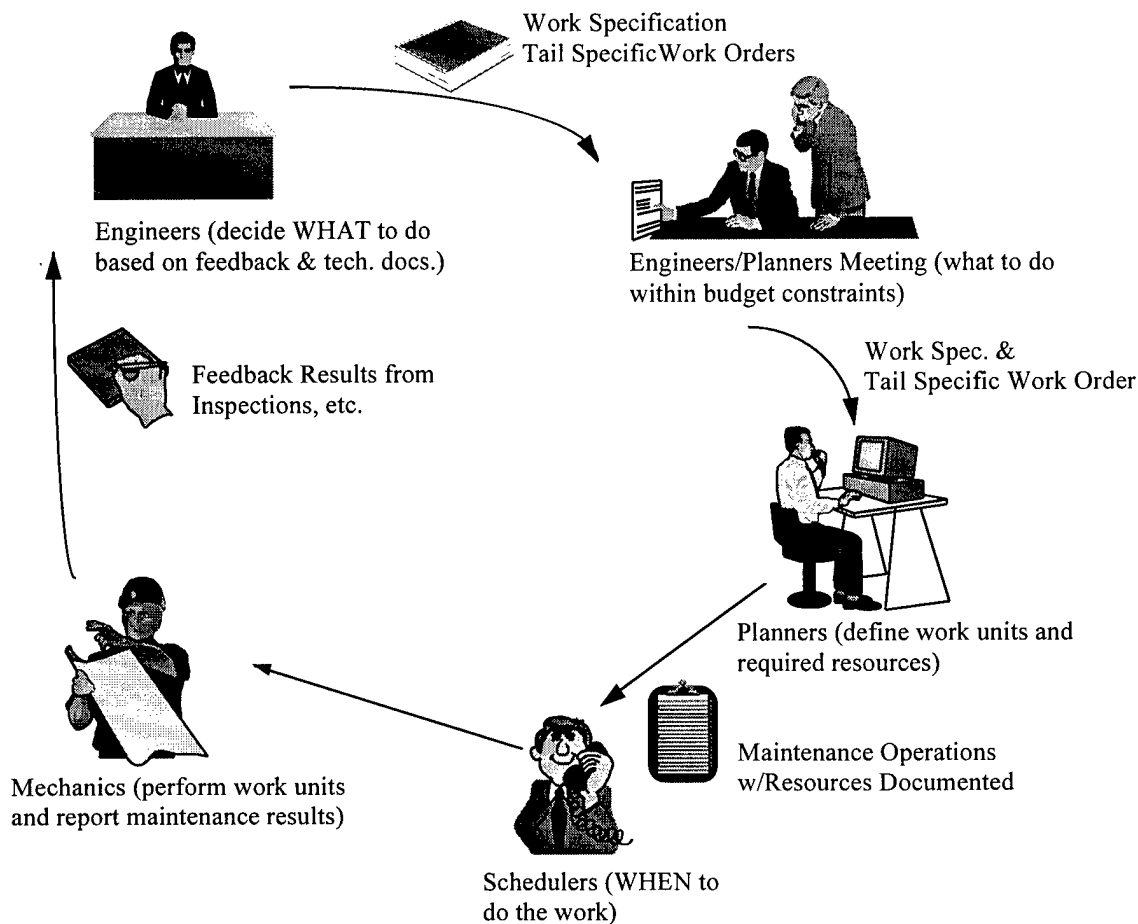 Work Specification
Tail SpecificWork Orders
Engineers (decide WHAT to do
based on feedback & tech. docs.)
Engineers/Planners Meeting (what to do
within budget constraints)
Work Spec. &
Tail Specific Work Order
Feedback Results from
Inspections, etc.
Planners (define work units and
required resources)
Maintenance Operations
w/Resources Documented
Mechanics (perform work units
and report maintenance results)
Schedulers (WHEN to
do the work)